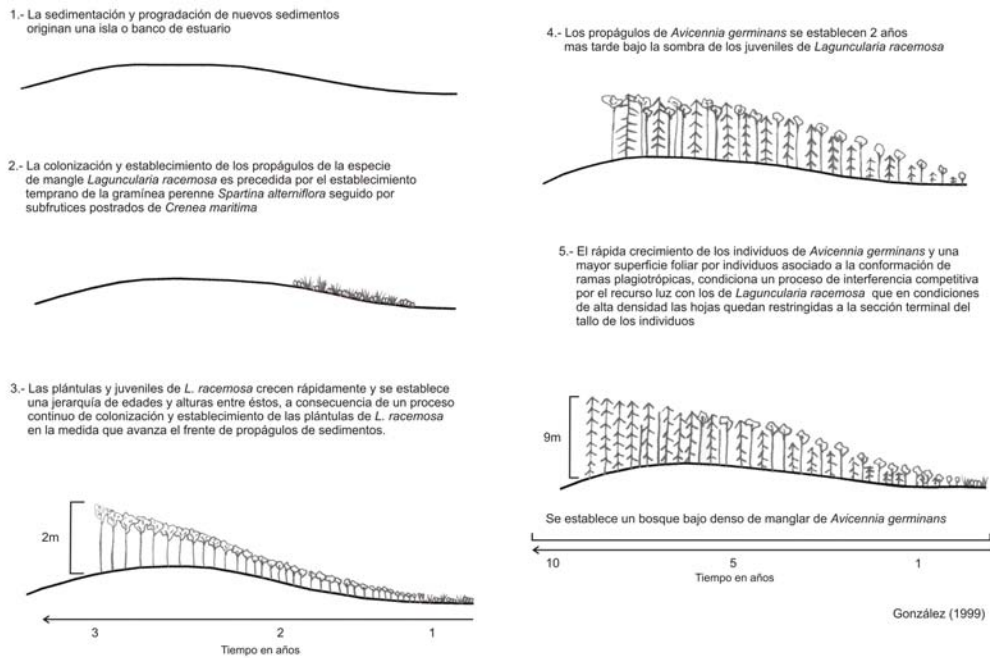 1.- La sedimentación y progradación de nuevos sedimentos
originan una isla o banco de estuario
2.- La colonización y establecimiento de los propágulos de la especie
de mangle Laguncularia racemosa es precedida por el establecimiento
temprano de la gramínea perenne Spartina alterniflora seguido por
subfrutices postrados de Crenea maritima
3.- Las plántulas y juveniles de L. racemosa crecen rápidamente y se establece
una jerarquía de edades y alturas entre éstos, a consecuencia de un proceso
continuo de colonización y establecimiento de las plántulas de L. racemosa
en la medida que avanza el frente de propágulos de sedimentos.
2m
3 2 1
Tiempo en años
4.- Los propágulos de Avicennia germinans se establecen 2 años
mas tarde bajo la sombra de los juveniles de Laguncularia racemosa
5.- El rápida crecimiento de los individuos de Avicennia germinans y una
mayor superficie foliar por individuos asociado a la conformación de
ramas plagiotrópicas, condiciona un proceso de interferencia competitiva
por el recurso luz con los de Laguncularia racemosa que en condiciones
de alta densidad las hojas quedan restringidas a la sección terminal del
tallo de los individuos
9m
Se establece un bosque bajo denso de manglar de Avicennia germinans
10 5 1
Tiempo en años
González (1999)